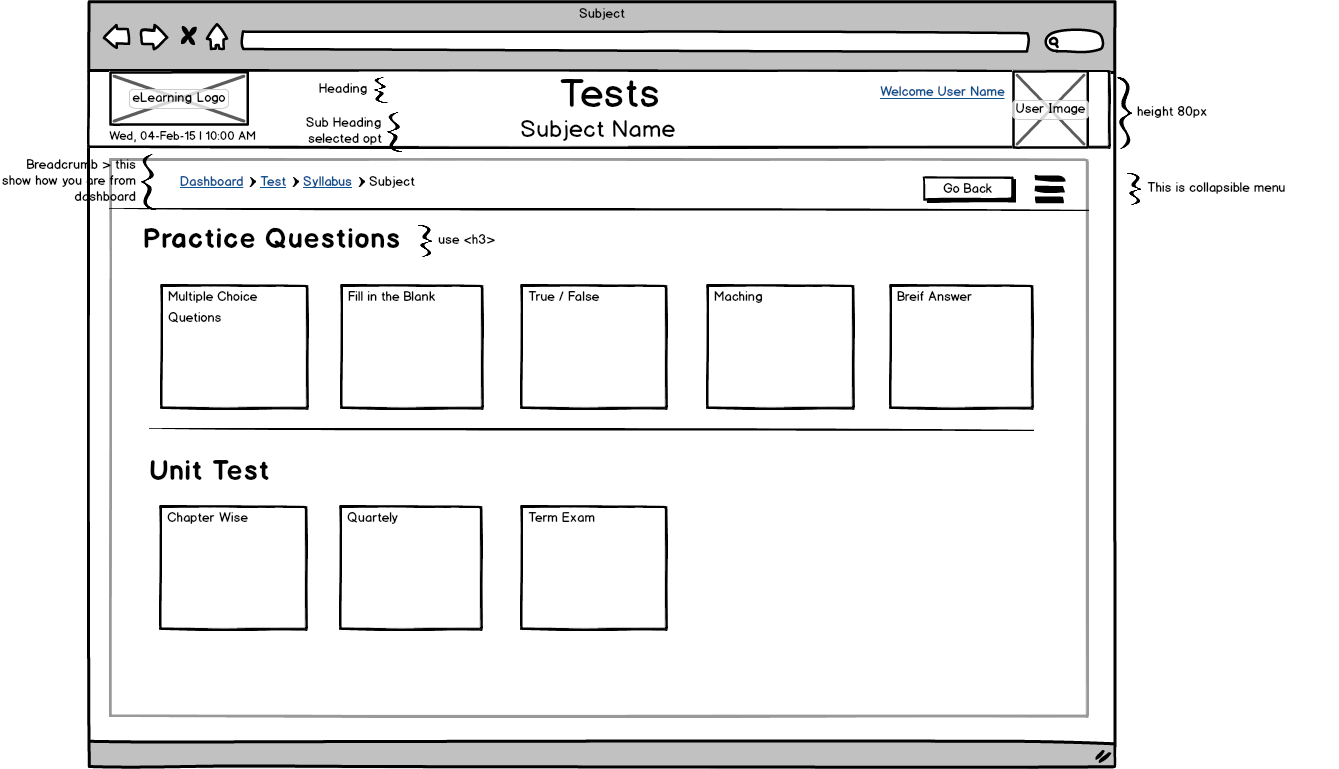 Subject
eLearning Logo
Wed, 04-Feb-15 | 10:00 AM
Heading
Sub Heading
selected opt
Tests
Subject Name
Welcome User Name
User Image
height 80px
Breadcrumb > this
show how you are from
dashboard
Dashboard > Test > Syllabus > Subject
Go Back
This is collapsible menu
Practice Questions
use <h3>
Multiple Choice
Quetions
Fill in the Blank
True / False
Maching
Breif Answer
Unit Test
Chapter Wise
Quartely
Term Exam